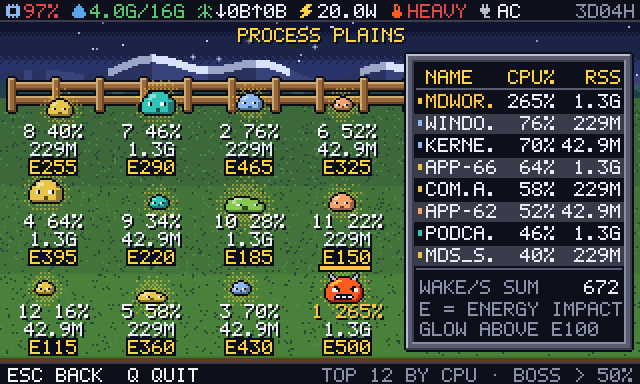 97% 4.0G/16G ↓0B↑0B 20.0W HEAVY AC 3D04H
PROCESS PLAINS
8 40% 7 46% 2 76% 6 52%
229M 1.3G 229M 42.9M
E255 E290 E465 E325
4 64% 9 34% 10 28% 11 22%
1.3G 42.9M 1.3G 229M
E395 E220 E185 E150
12 16% 5 58% 3 70% 1 265%
42.9M 229M 42.9M 1.3G
E115 E360 E430 E500
NAME CPU% RSS
MDWOR. 265% 1.3G
WINDO. 76% 229M
KERNE. 70% 42.9M
APP-66 64% 1.3G
COM.A. 58% 229M
APP-62 52% 42.9M
PODCA. 46% 1.3G
MDS_S. 40% 229M
WAKE/S SUM 672
E = ENERGY IMPACT
GLOW ABOVE E100
ESC BACK Q QUIT TOP 12 BY CPU · BOSS > 50%